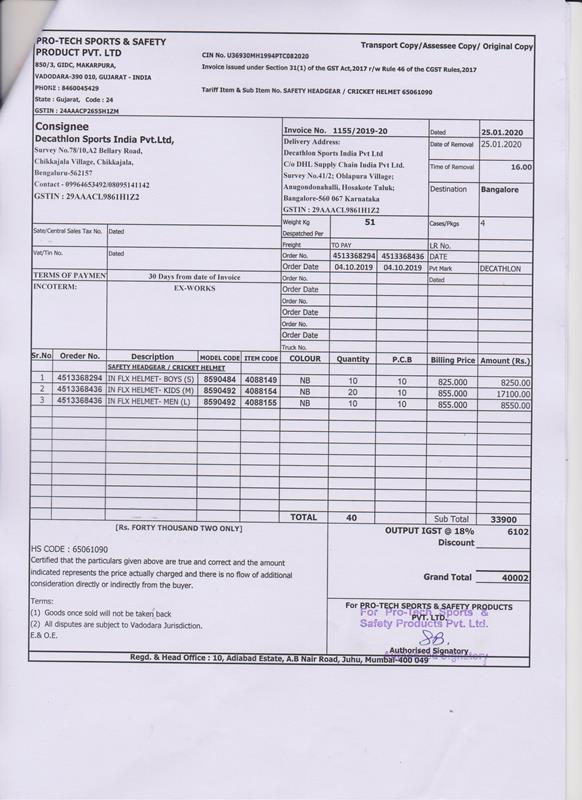 PRO-TECH SPORTS & SAFETY
PRODUCT PVT. LTD
850/3, GIDC, MAKARPURA,
VADODARA-390 010, GUJARAT - INDIA
PHONE : 8460045429
State : Gujarat, Code : 24
GSTIN : 24AAACP2655H1ZM
Transport Copy/Assessee Copy/ Original Copy
CIN No. U36930MH1994PTC082020
Invoice issued under Section 31(1) of the GST Act,2017 r/w Rule 46 of the CGST Rules,2017
Tariff Item & Sub Item No. SAFETY HEADGEAR / CRICKET HELMET 65061090
Consignee
Decathlon Sports India Pvt.Ltd,
Survey No.78/10,A2 Bellary Road,
Chikkajala Village, Chikkajala,
Bengaluru-562157
Contact - 09964653492/08095141142
GSTIN : 29AAACL9861H1Z2
Invoice No. 1155/2019-20
Delivery Address:
Decathlon Sports India Pvt Ltd
C/o DHL Supply Chain India Pvt Ltd.
Survey No.41/2; Oblapura Village;
Anugondonahalli, Hosakote Taluk;
Bangalore-560 067 Karnataka
GSTIN : 29AAACL9861H1Z2
Dated 25.01.2020
Date of Removal 25.01.2020
Time of Removal 16.00
Destination Bangalore
Weight Kg 51 Cases/Pkgs 4
Despatched Per
Sate/Central Sales Tax No. Dated
Freight TO PAY LR No.
Order No. 4513368294 4513368436 DATE
Vat/Tin No. Dated
Order Date 04.10.2019 04.10.2019 Pvt Mark DECATHLON
TERMS OF PAYMEN 30 Days from date of Invoice
Order No. Dated
INCOTERM: EX-WORKS
Order Date
Order No.
Order Date
Order No.
Order Date
Truck No.
Sr.No Oreder No. Description MODEL CODE ITEM CODE COLOUR Quantity P.C.B Billing Price Amount (Rs.)
SAFETY HEADGEAR / CRICKET HELMET
1 4513368294 IN FLX HELMET- BOYS (S) 8590484 4088149 NB 10 10 825.000 8250.00
2 4513368436 IN FLX HELMET- KIDS (M) 8590492 4088154 NB 20 10 855.000 17100.00
3 4513368436 IN FLX HELMET- MEN (L) 8590492 4088155 NB 10 10 855.000 8550.00
TOTAL 40 Sub Total 33900
[Rs. FORTY THOUSAND TWO ONLY]
OUTPUT IGST @ 18% 6102
Discount
HS CODE : 65061090
Certified that the particulars given above are true and correct and the amount
indicated represents the price actually charged and there is no flow of additional
consideration directly or indirectly from the buyer.
Grand Total 40002
Terms:
(1) Goods once sold will not be taken back
(2) All disputes are subject to Vadodara Jurisdiction.
E.& O.E.
For PRO-TECH SPORTS & SAFETY PRODUCTS
PVT. LTD.
For Pro-Tech Sports &
Safety Products Pvt. Ltd.
SB.
Authorised Signatory
Regd. & Head Office : 10, Adiabad Estate, A.B Nair Road, Juhu, Mumbai-400 049